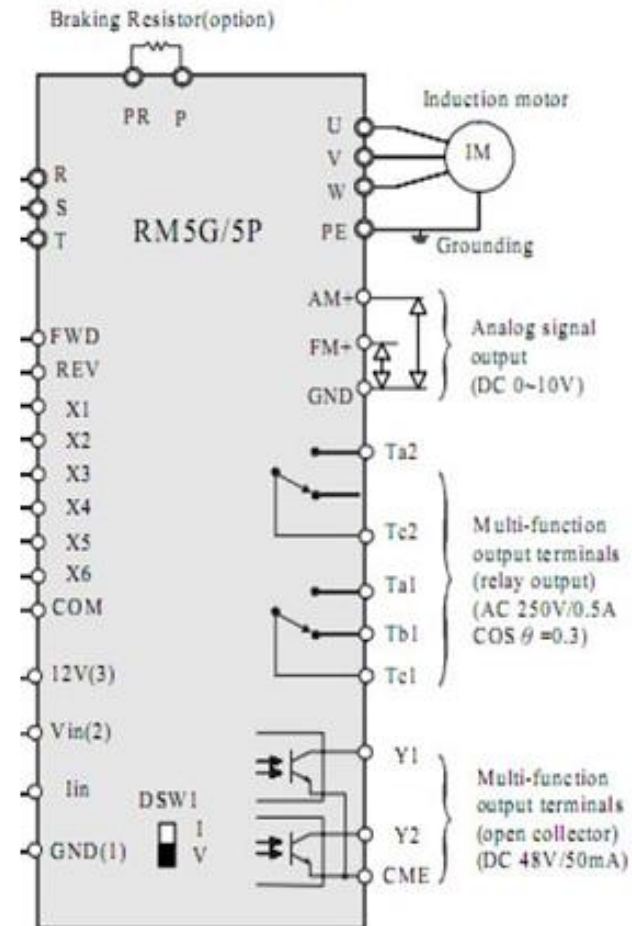 Braking Resistor(option)
PR P
Induction motor
U
V
W
IM
R
S
T
RM5G/5P
PE
Grounding
AM+
FM+
GND
Analog signal
output
(DC 0~10V)
FWD
REV
X1
X2
X3
X4
X5
X6
COM
12V(3)
Vin(2)
Iin
GND(1)
DSW1
I
V
Ta2
Tc2
Ta1
Tb1
Tc1
Multi-function
output terminals
(relay output)
(AC 250V/0.5A
COS θ =0.3)
Y1
Y2
CME
Multi-function
output terminals
(open collector)
(DC 48V/50mA)